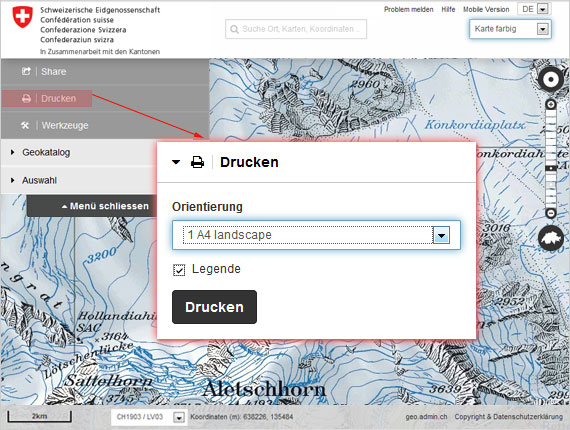 Schweizerische Eidgenossenschaft
Confédération suisse
Confederazione Svizzera
Confederaziun svizra
In Zusammenarbeit mit den Kantonen
Problem melden Hilfe Mobile Version DE
Suche Ort, Karten, Koordinaten...
Karte farbig
Share
Drucken
Werkzeuge
Geokatalog
Auswahl
Menü schliessen
2960
Konkordiaplatz
Konkordiahütte
SAC
Drucken
Orientierung
1 A4 landscape
Legende
Drucken
3016
3200
2952
Hollandiahütte
SAC
3164
Lötschenlücke
Sattelhorn
Aletschhorn
2km
CH1903 / LV03
Koordinaten (m): 638226, 135484
geo.admin.ch Copyright & Datenschutzerklärung